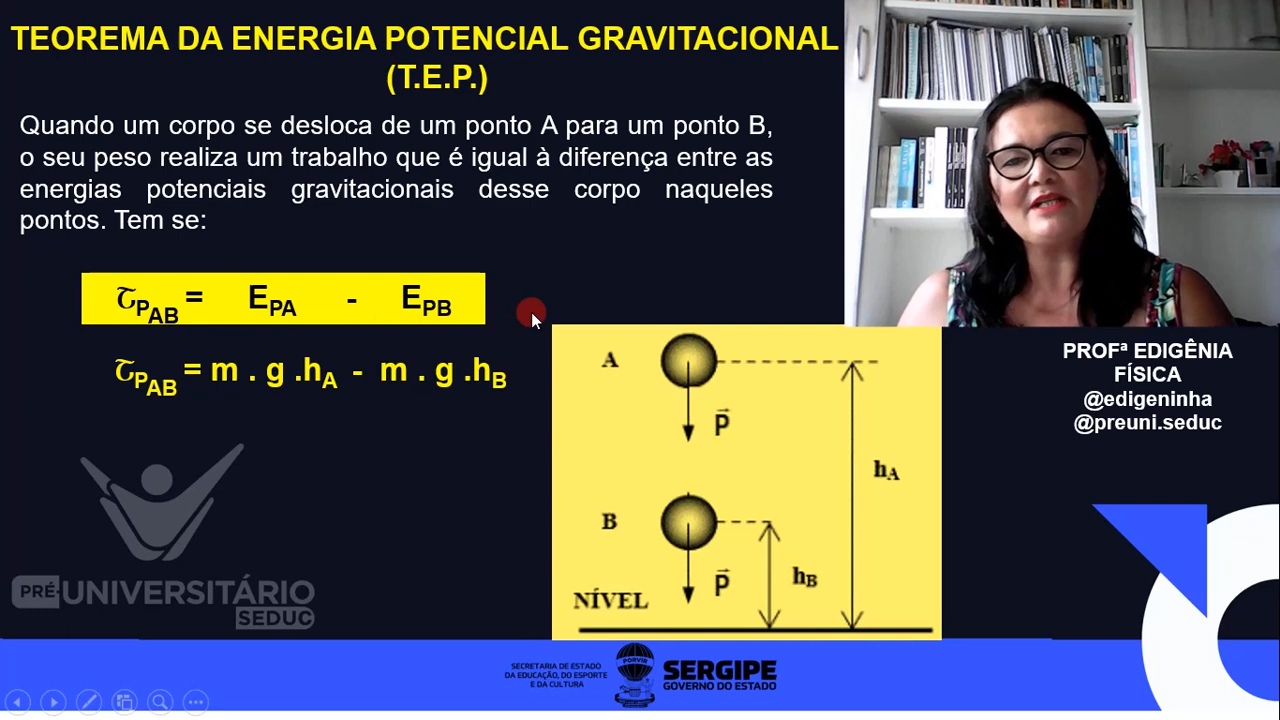 TEOREMA DA ENERGIA POTENCIAL GRAVITACIONAL
(T.E.P.)
Quando um corpo se desloca de um ponto A para um ponto B,
o seu peso realiza um trabalho que é igual à diferença entre as
energias potenciais gravitacionais desse corpo naqueles
pontos. Tem se:
𝜏PAB = EPA - EPB
𝜏PAB = m . g .hA - m . g .hB
A
P
hA
B
P
hB
NÍVEL
PROFª EDIGÊNIA
FÍSICA
@edigeninha
@preuni.seduc
PRÉ-UNIVERSITÁRIO
SEDUC
SECRETARIA DE ESTADO
DA EDUCAÇÃO, DO ESPORTE
E DA CULTURA
PORVIR
SERGIPE
GOVERNO DO ESTADO